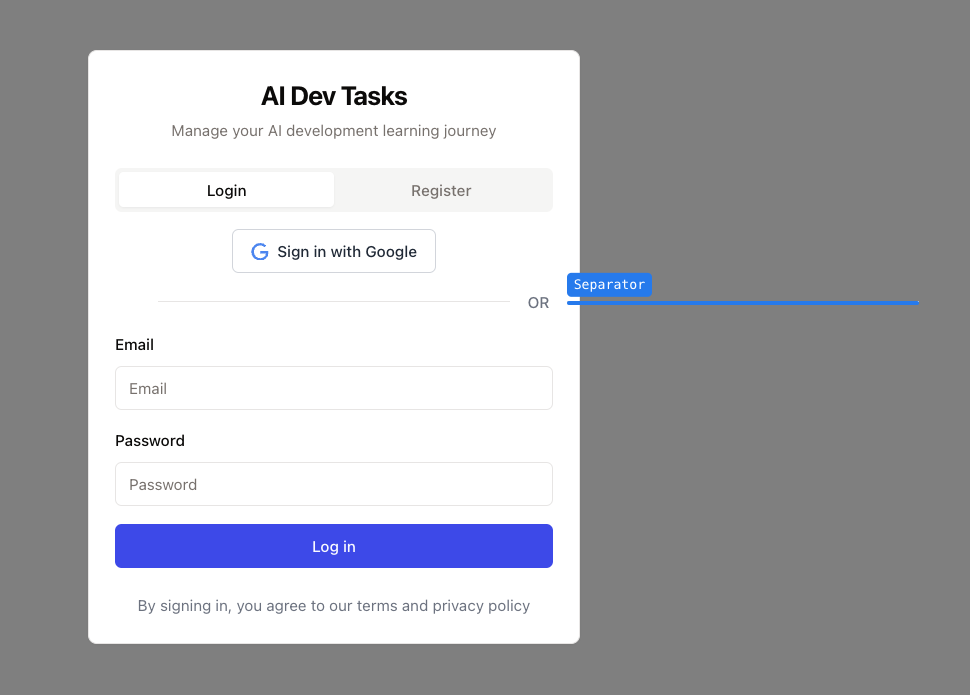 AI Dev Tasks
Manage your AI development learning journey
Login Register
Sign in with Google
Separator
OR
Email
Email
Password
Password
Log in
By signing in, you agree to our terms and privacy policy